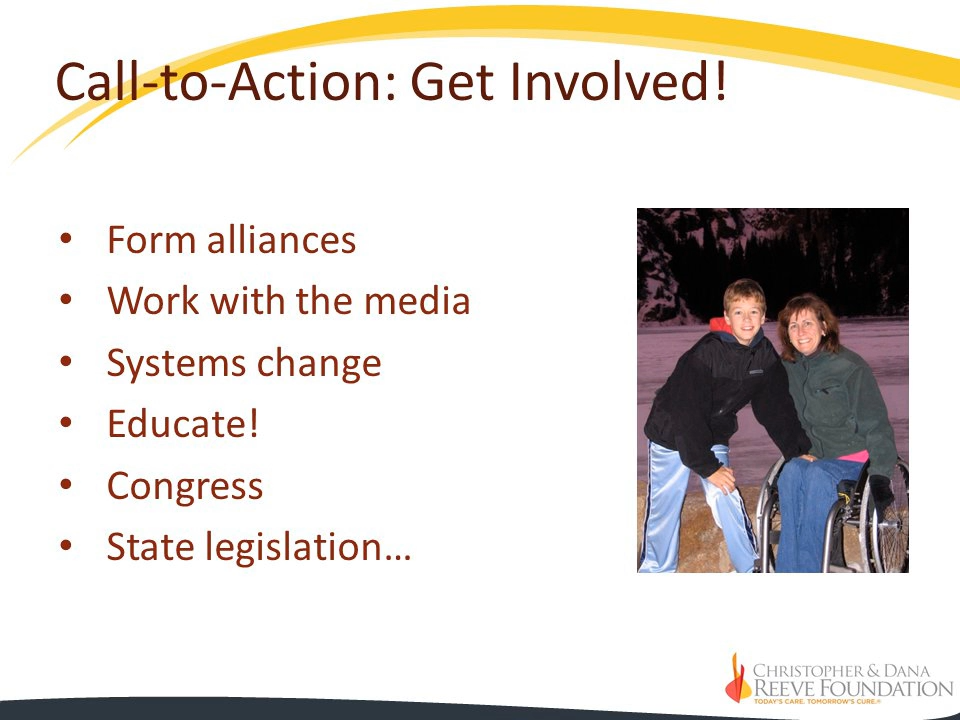 Call-to-Action: Get Involved!
• Form alliances
• Work with the media
• Systems change
• Educate!
• Congress
• State legislation…
CHRISTOPHER & DANA
REEVE FOUNDATION
TODAY'S CARE. TOMORROW'S CURE.®